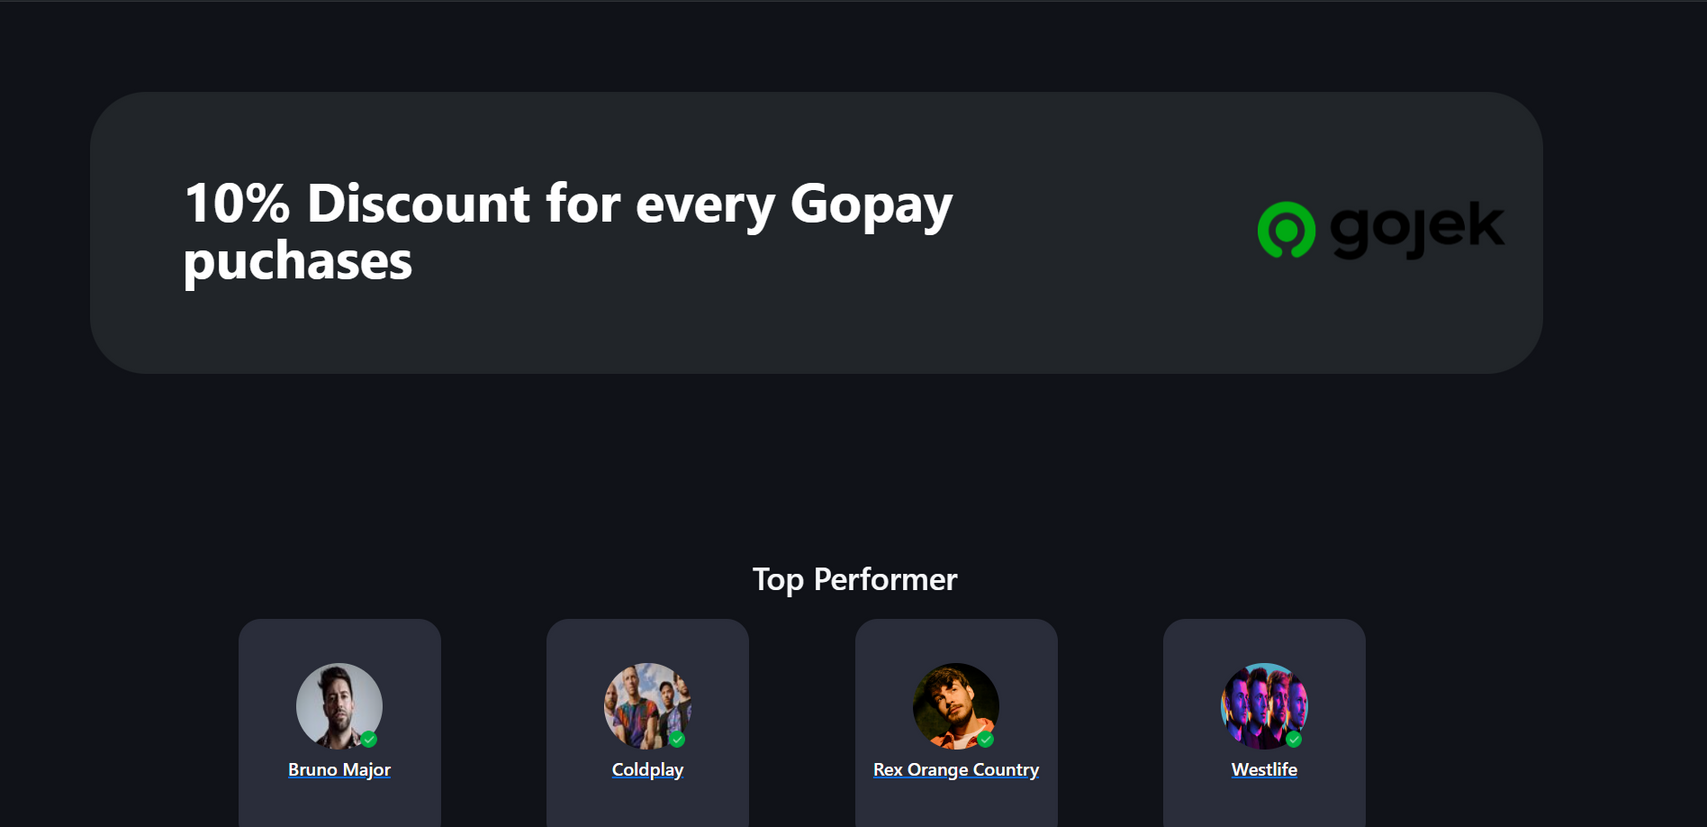 10% Discount for every Gopay
puchases
gojek
Top Performer
Bruno Major
Coldplay
Rex Orange Country
Westlife